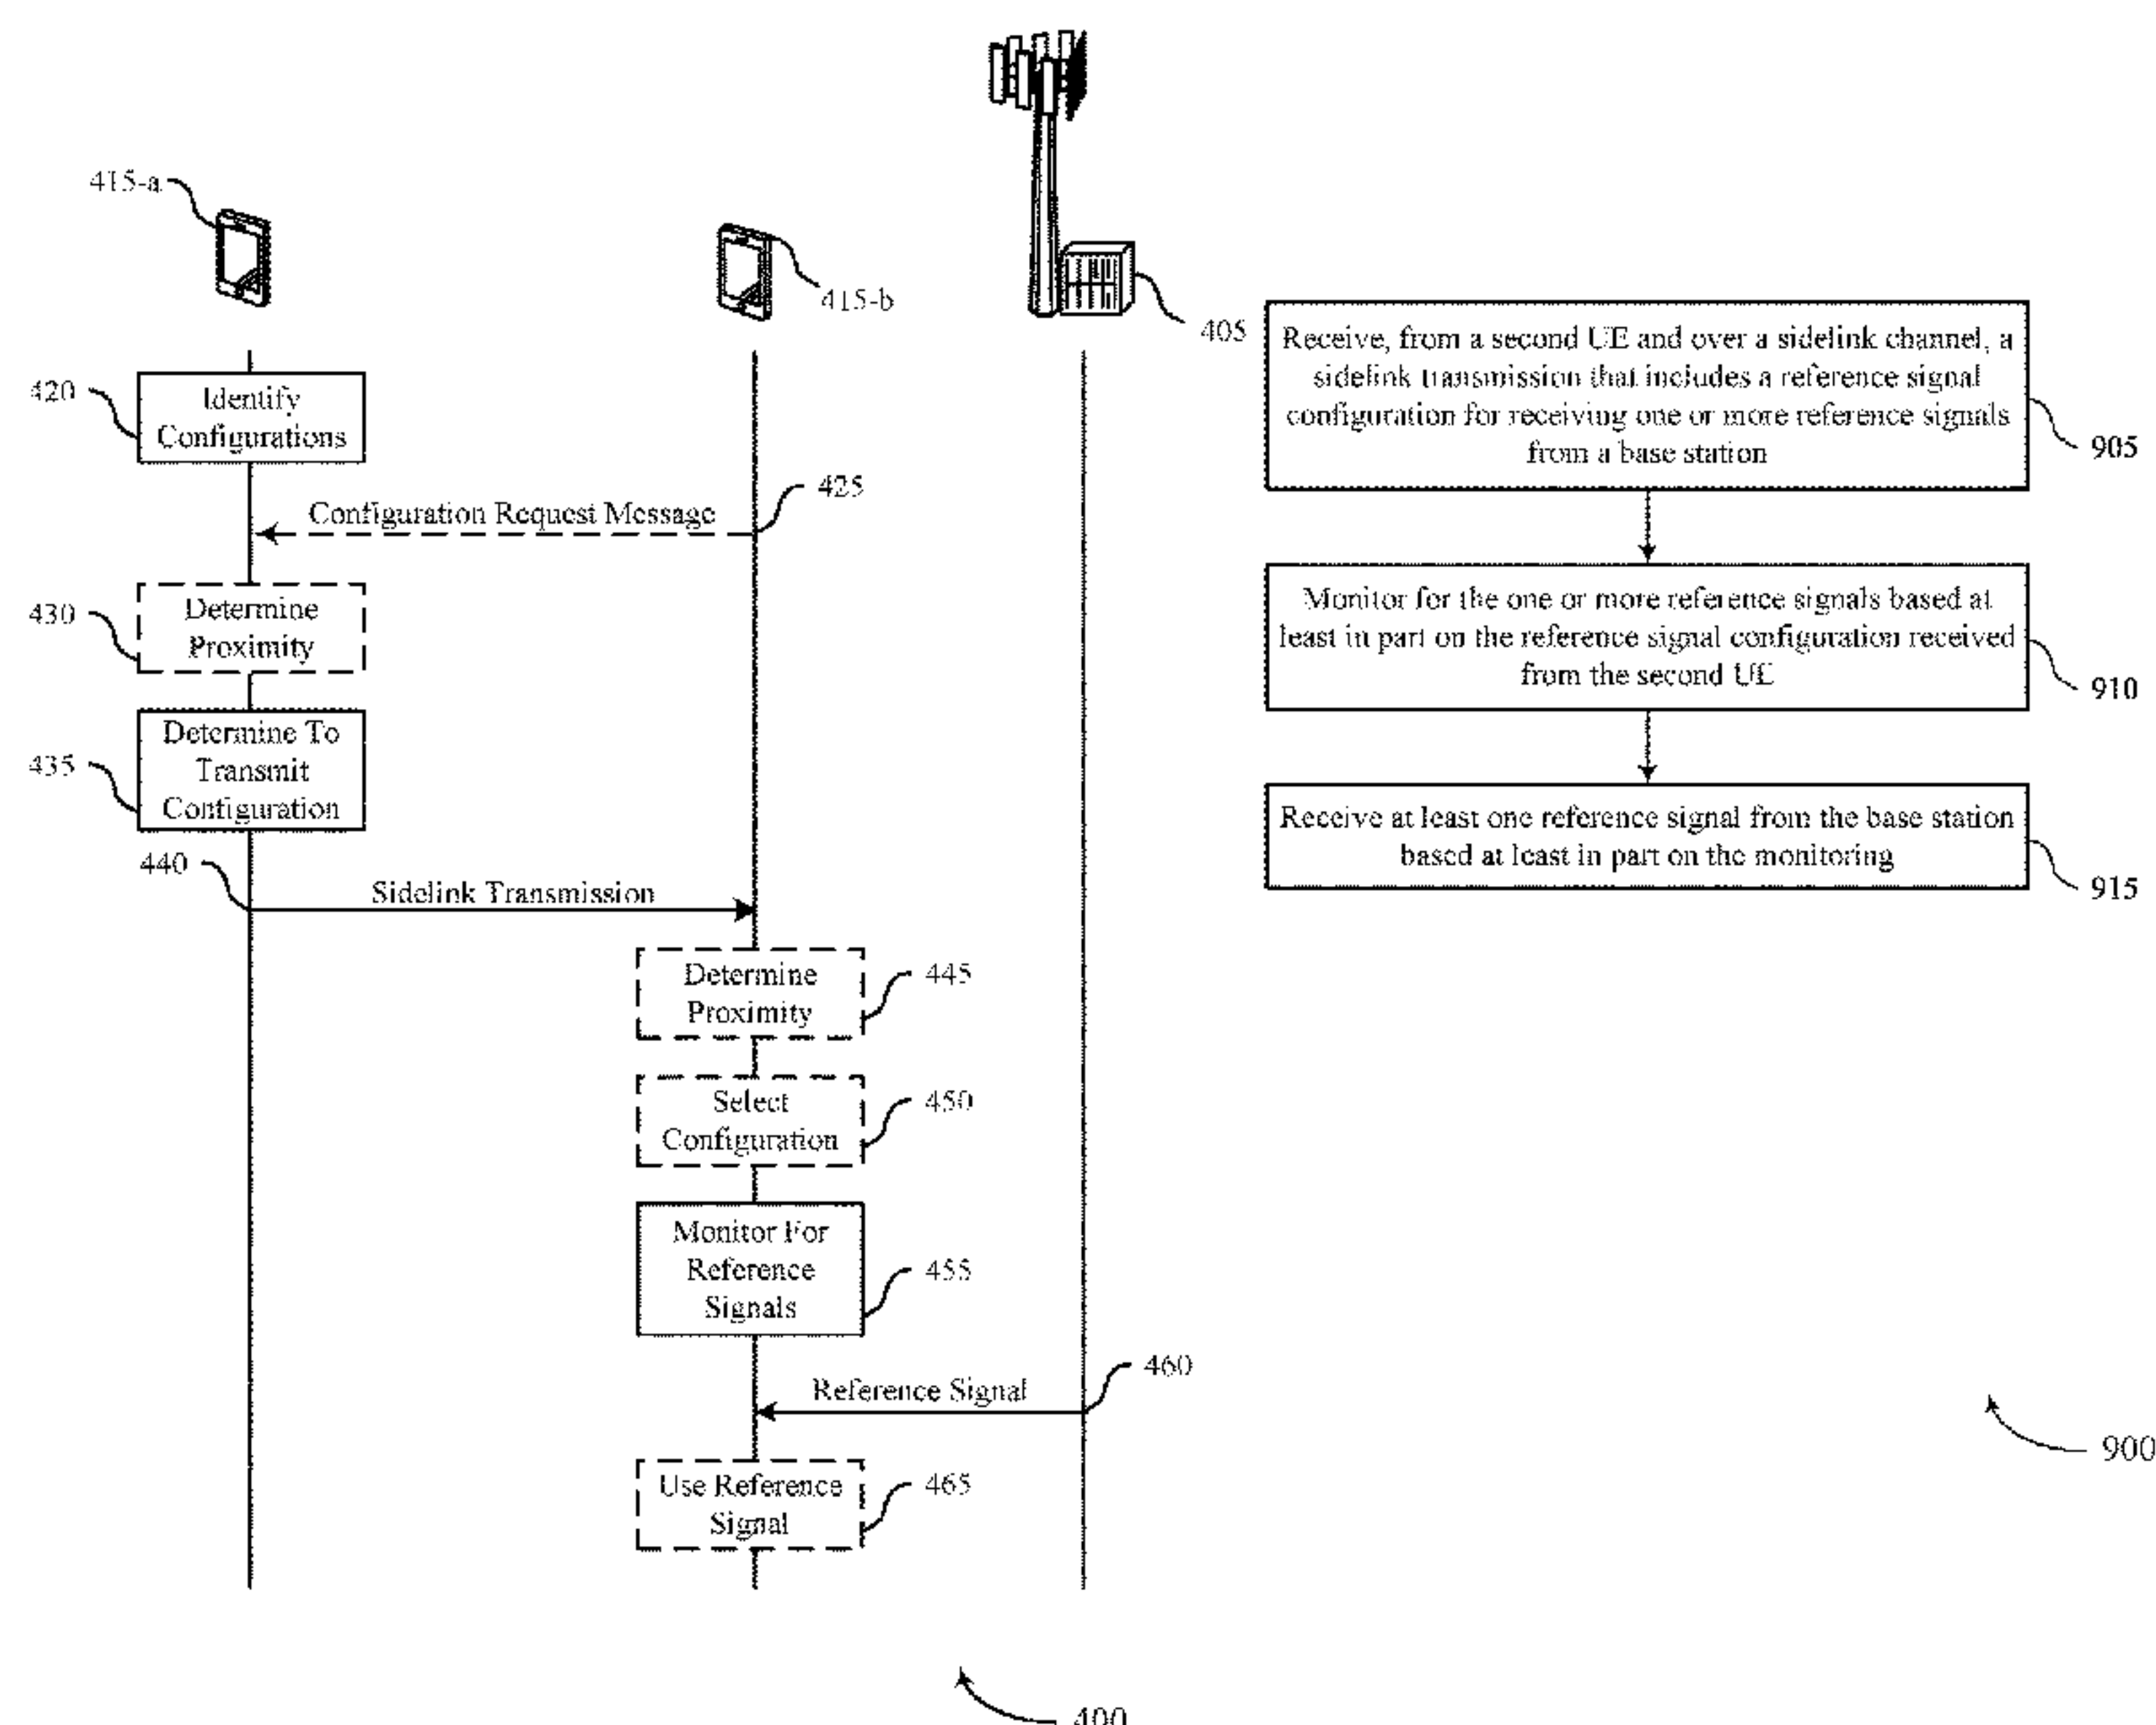 415-a
415-b
405
420
Identify
Configurations
425
Configuration Request Message
430
Determine
Proximity
435
Determine To
Transmit
Configuration
440
Sidelink Transmission
Determine
Proximity
445
Select
Configuration
450
Monitor For
Reference
Signals
455
460
Reference Signal
Use Reference
Signal
465
400
Receive, from a second UE and over a sidelink channel, a
sidelink transmission that includes a reference signal
configuration for receiving one or more reference signals
from a base station
905
Monitor for the one or more reference signals based at
least in part on the reference signal configuration received
from the second UE
910
Receive at least one reference signal from the base station
based at least in part on the monitoring
915
900